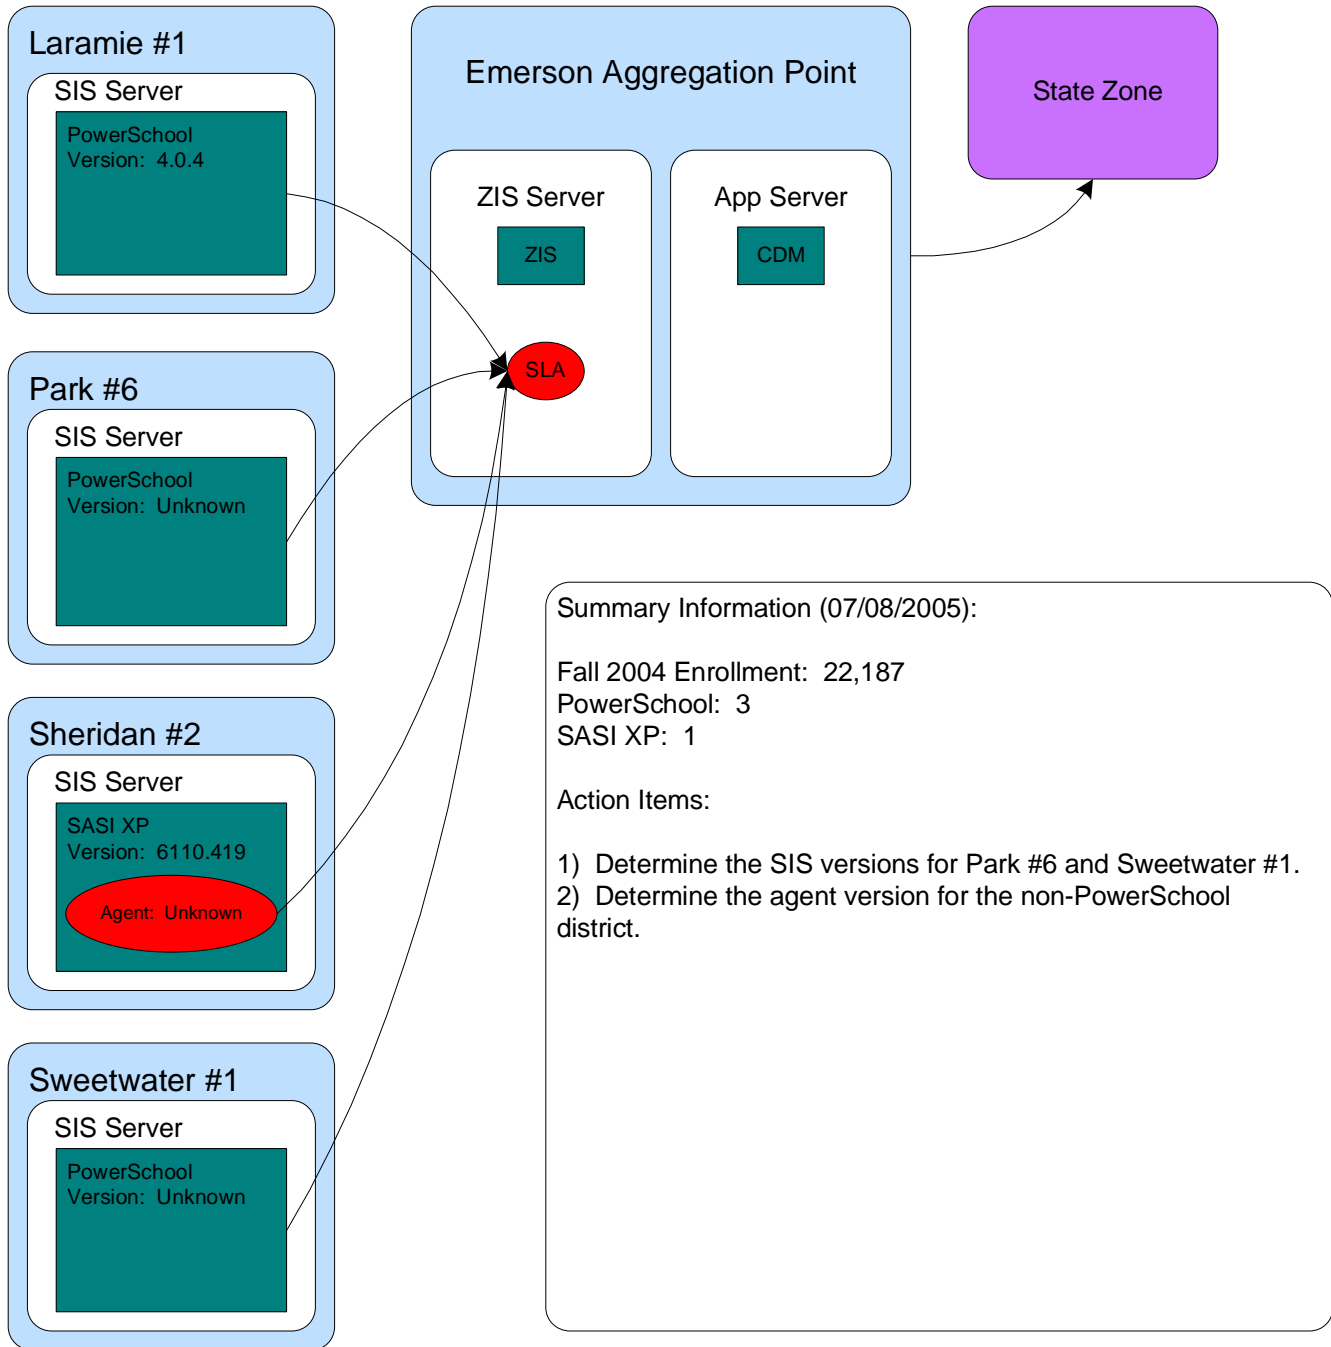 Laramie #1
SIS Server
PowerSchool
Version:  4.0.4
Park #6
SIS Server
PowerSchool
Version:  Unknown
Sheridan #2
SIS Server
SASI XP
Version:  6110.419
Agent:  Unknown
Sweetwater #1
SIS Server
PowerSchool
Version:  Unknown
Emerson Aggregation Point
ZIS Server
ZIS
SLA
App Server
CDM
State Zone
Summary Information (07/08/2005):
Fall 2004 Enrollment:  22,187
PowerSchool:  3
SASI XP:  1
Action Items:
1)  Determine the SIS versions for Park #6 and Sweetwater #1.
2)  Determine the agent version for the non-PowerSchool
district.